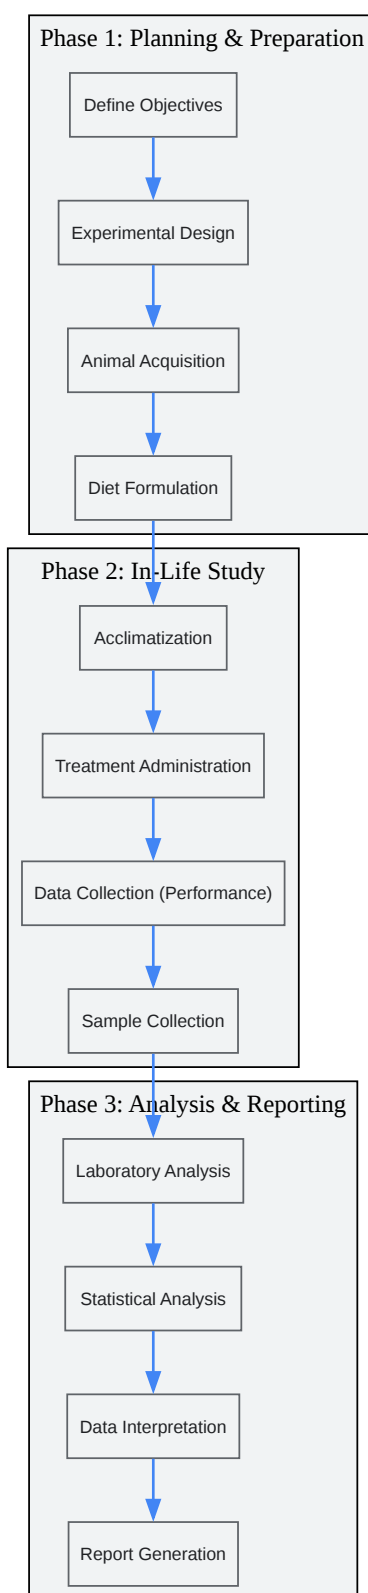 Phase 1: Planning & Preparation
Define Objectives
Experimental Design
Animal Acquisition
Diet Formulation
Phase 2: In-Life Study
Acclimatization
Treatment Administration
Data Collection (Performance)
Sample Collection
Phase 3: Analysis & Reporting
Laboratory Analysis
Statistical Analysis
Data Interpretation
Report Generation